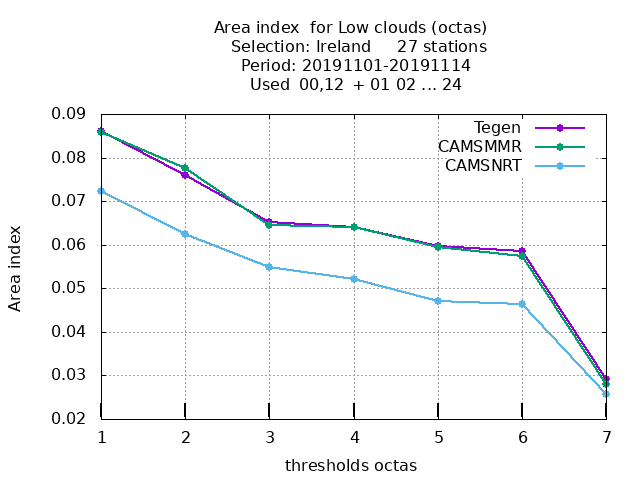 Area index  for Low clouds (octas)
Selection: Ireland     27 stations
Period: 20191101-20191114
Used  00,12  + 01 02 ... 24
0.09
0.08
0.07
0.06
0.05
0.04
0.03
0.02
Area index
Tegen
CAMSMMR
CAMSNRT
1 2 3 4 5 6 7
thresholds octas